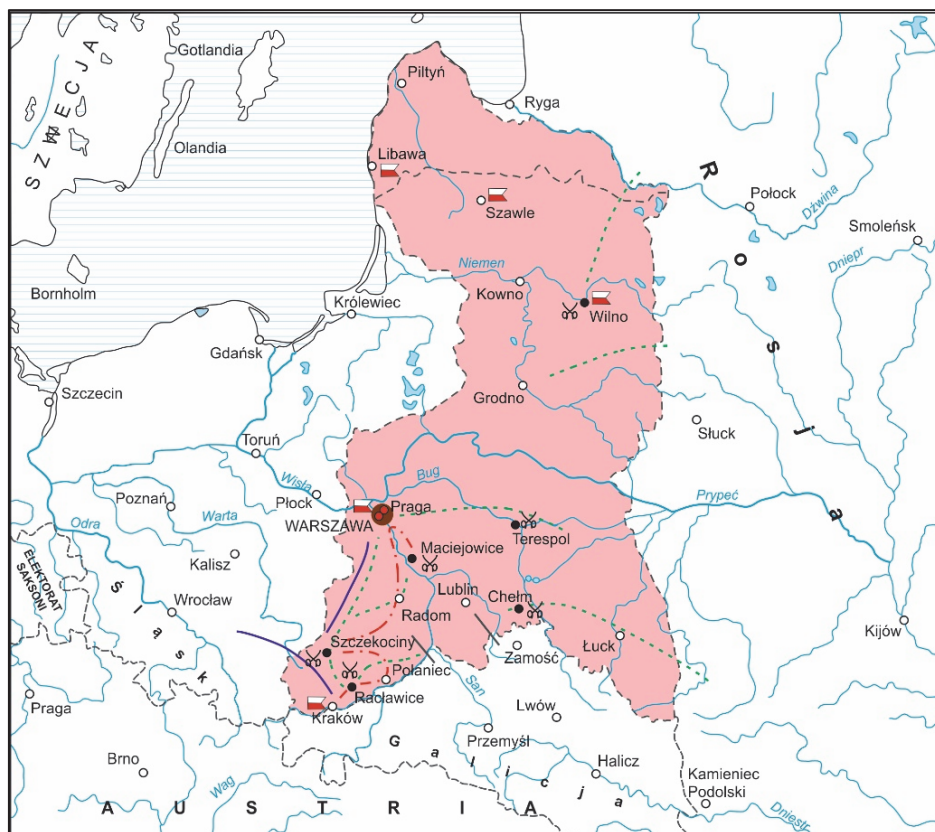 Gotlandia
SZWECJA
Piltyń
Ryga
Olandia
Libawa
Rosja
Szawle
Połock
Dźwina
Smoleńsk
Dniepr
Niemen
Bornholm
Kowno
Królewiec
Wilno
Gdańsk
Szczecin
Grodno
Słuck
Toruń
Wisła
Bug
Poznań
Płock
Praga
Prypeć
Odra
Warta
WARSZAWA
Terespol
ELEKTORAT
SAKSONI
Kalisz
Maciejowice
Śląsk
Wrocław
Lublin
Chełm
Radom
Kijów
Szczekociny
Zamość
Łuck
Połaniec
San
Racławice
Praga
Kraków
Lwów
Przemyśl
Galicja
Brno
Wag
Halicz
Kamieniec
Podolski
AUSTRIA
Dniestr